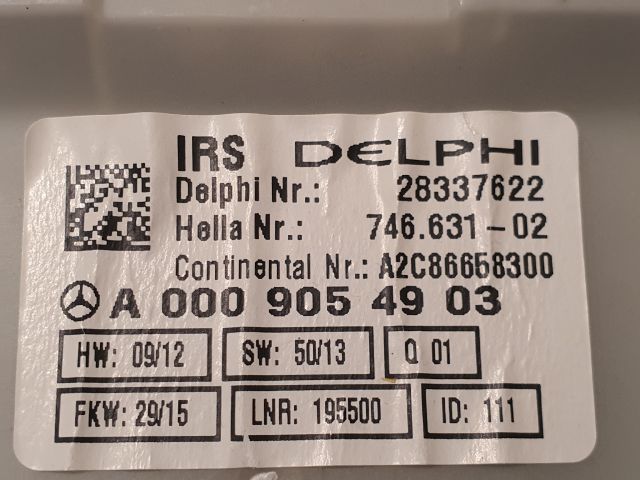 IRS DELPHI
Delphi Nr.: 28337622
Hella Nr.: 746.631-02
Continental Nr.: A2C86658300
A 000 905 49 03
HW: 09/12 SW: 50/13 Q 01
FKW: 29/15 LNR: 195500 ID: 111